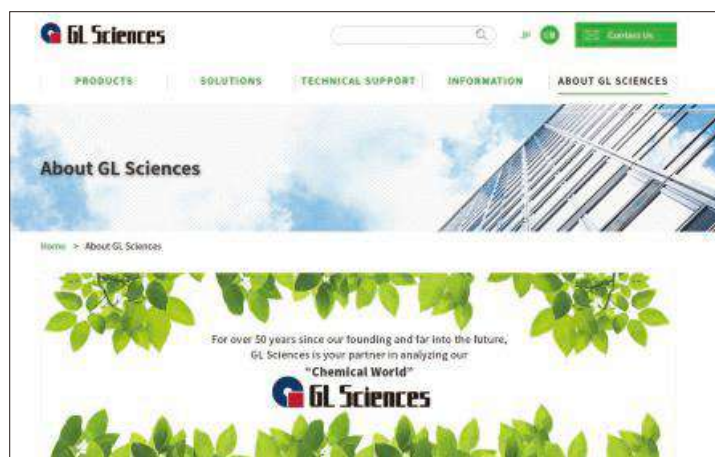 GL Sciences
JP EN Contact Us
PRODUCTS SOLUTIONS TECHNICAL SUPPORT INFORMATION ABOUT GL SCIENCES
About GL Sciences
Home > About GL Sciences
For over 50 years since our founding and far into the future,
GL Sciences is your partner in analyzing our
"Chemical World"
GL Sciences